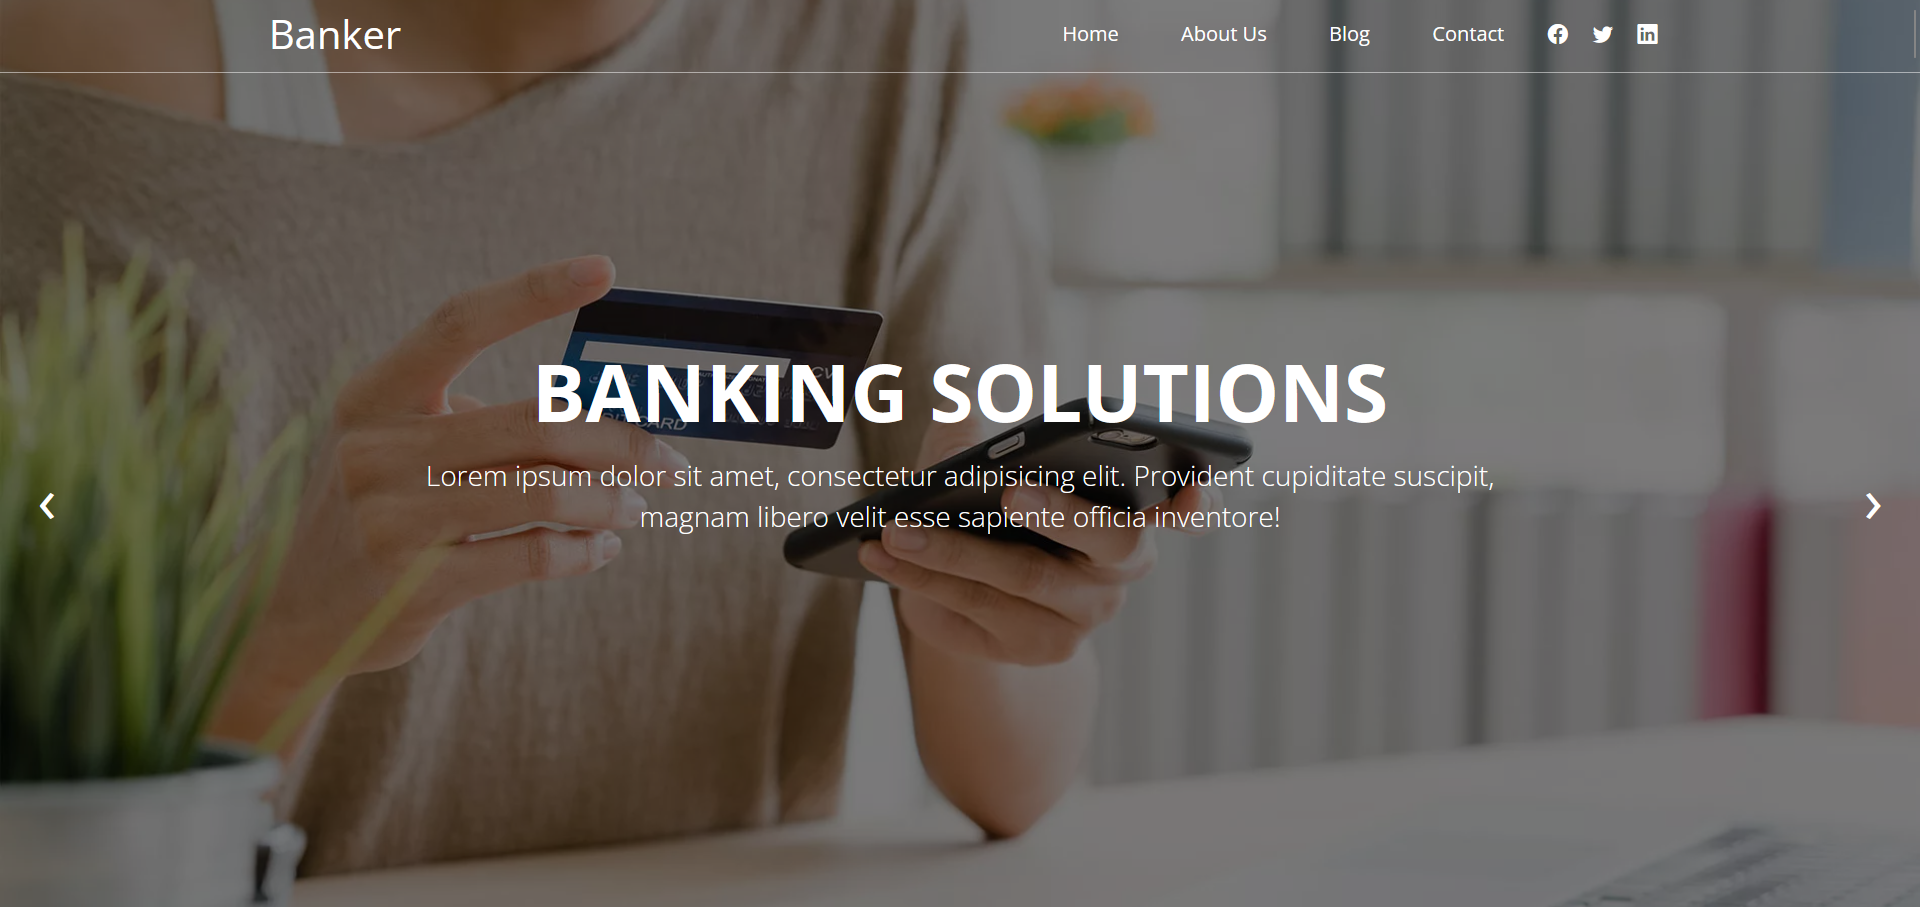 Banker
Home
About Us
Blog
Contact
BANKING SOLUTIONS
Lorem ipsum dolor sit amet, consectetur adipisicing elit. Provident cupiditate suscipit,
magnam libero velit esse sapiente officia inventore!